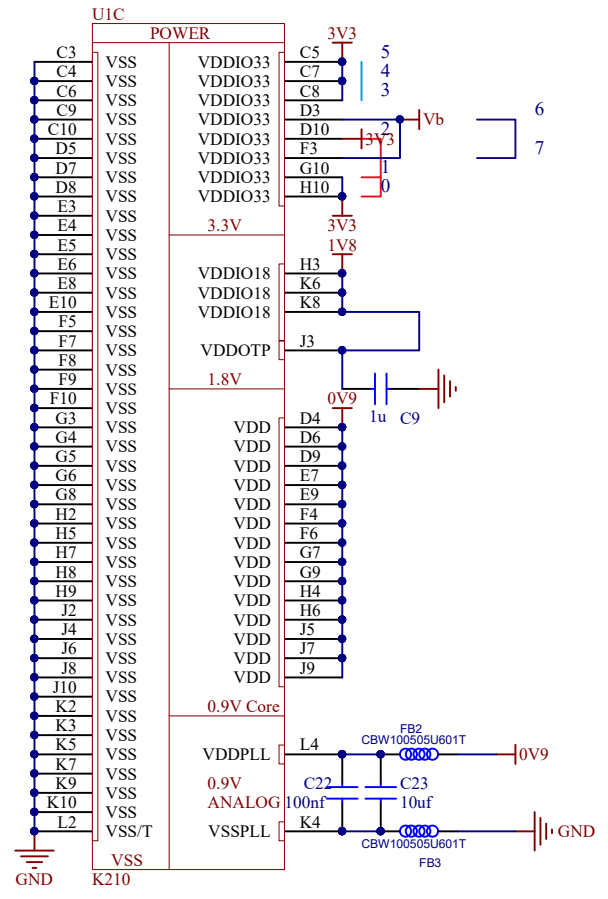 U1C
POWER
3V3
C3 VSS VDDIO33 C5 5
C4 VSS VDDIO33 C7 4
C6 VSS VDDIO33 C8 3
C9 VSS VDDIO33 D3 Vb 6
C10 VSS VDDIO33 D10 2 3V3
D5 VSS VDDIO33 F3 7
D7 VSS VDDIO33 G10 1
D8 VSS VDDIO33 H10 0
E3 VSS
3.3V 3V3
E4 VSS
1V8
E5 VSS
E6 VSS VDDIO18 H3
E8 VSS VDDIO18 K6
E10 VSS VDDIO18 K8
F5 VSS
F7 VSS VDDOTP J3
F8 VSS
1.8V
F9 VSS
0V9
F10 VSS
1u C9
G3 VSS VDD D4
G4 VSS VDD D6
G5 VSS VDD D9
G6 VSS VDD E7
G8 VSS VDD E9
H2 VSS VDD F4
H5 VSS VDD F6
H7 VSS VDD G7
H8 VSS VDD G9
H9 VSS VDD H4
J2 VSS VDD H6
J4 VSS VDD J5
J6 VSS VDD J7
J8 VSS VDD J9
J10 VSS
0.9V Core
K2 VSS
K3 VSS
FB2
CBW100505U601T
K5 VSS VDDPLL L4 0V9
K7 VSS
0.9V C22 C23
K9 VSS
ANALOG 100nf 10uf
K10 VSS
L2 VSS/T VSSPLL K4 GND
CBW100505U601T
VSS FB3
GND K210